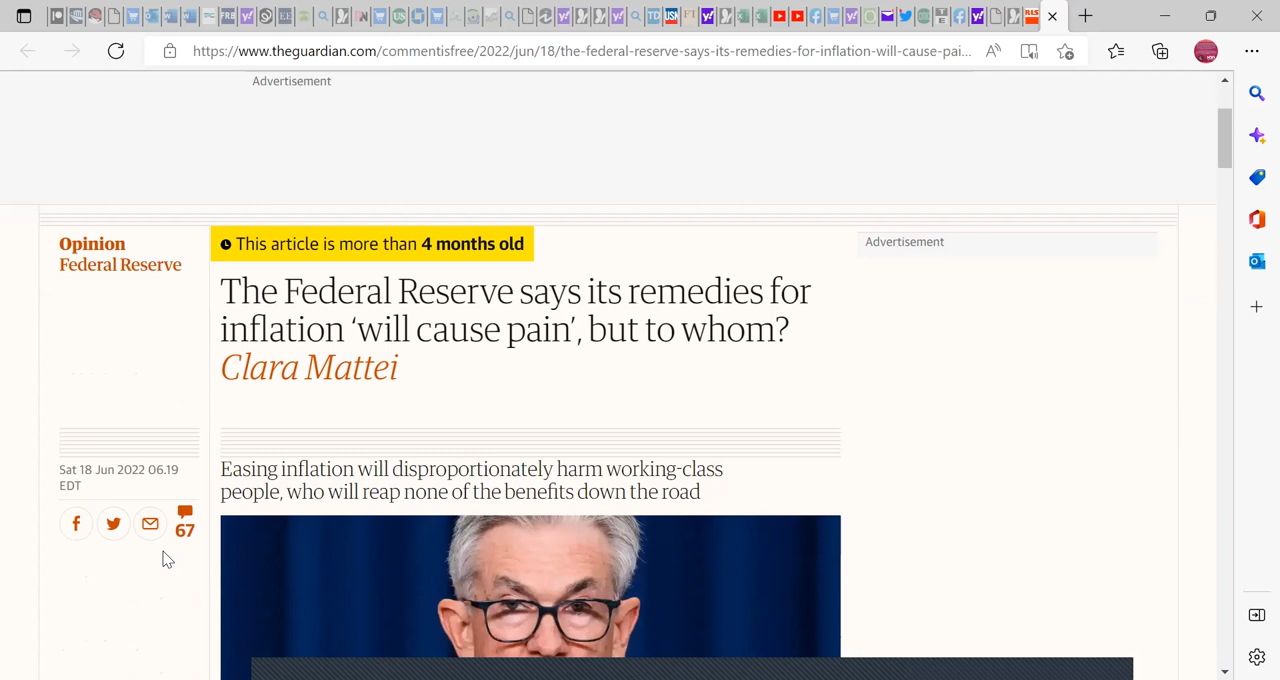 https://www.theguardian.com/commentisfree/2022/jun/18/the-federal-reserve-says-its-remedies-for-inflation-will-cause-pai...
Advertisement
Opinion
Federal Reserve
This article is more than 4 months old
Advertisement
The Federal Reserve says its remedies for
inflation ‘will cause pain’, but to whom?
Clara Mattei
Sat 18 Jun 2022 06.19
EDT
67
Easing inflation will disproportionately harm working-class
people, who will reap none of the benefits down the road